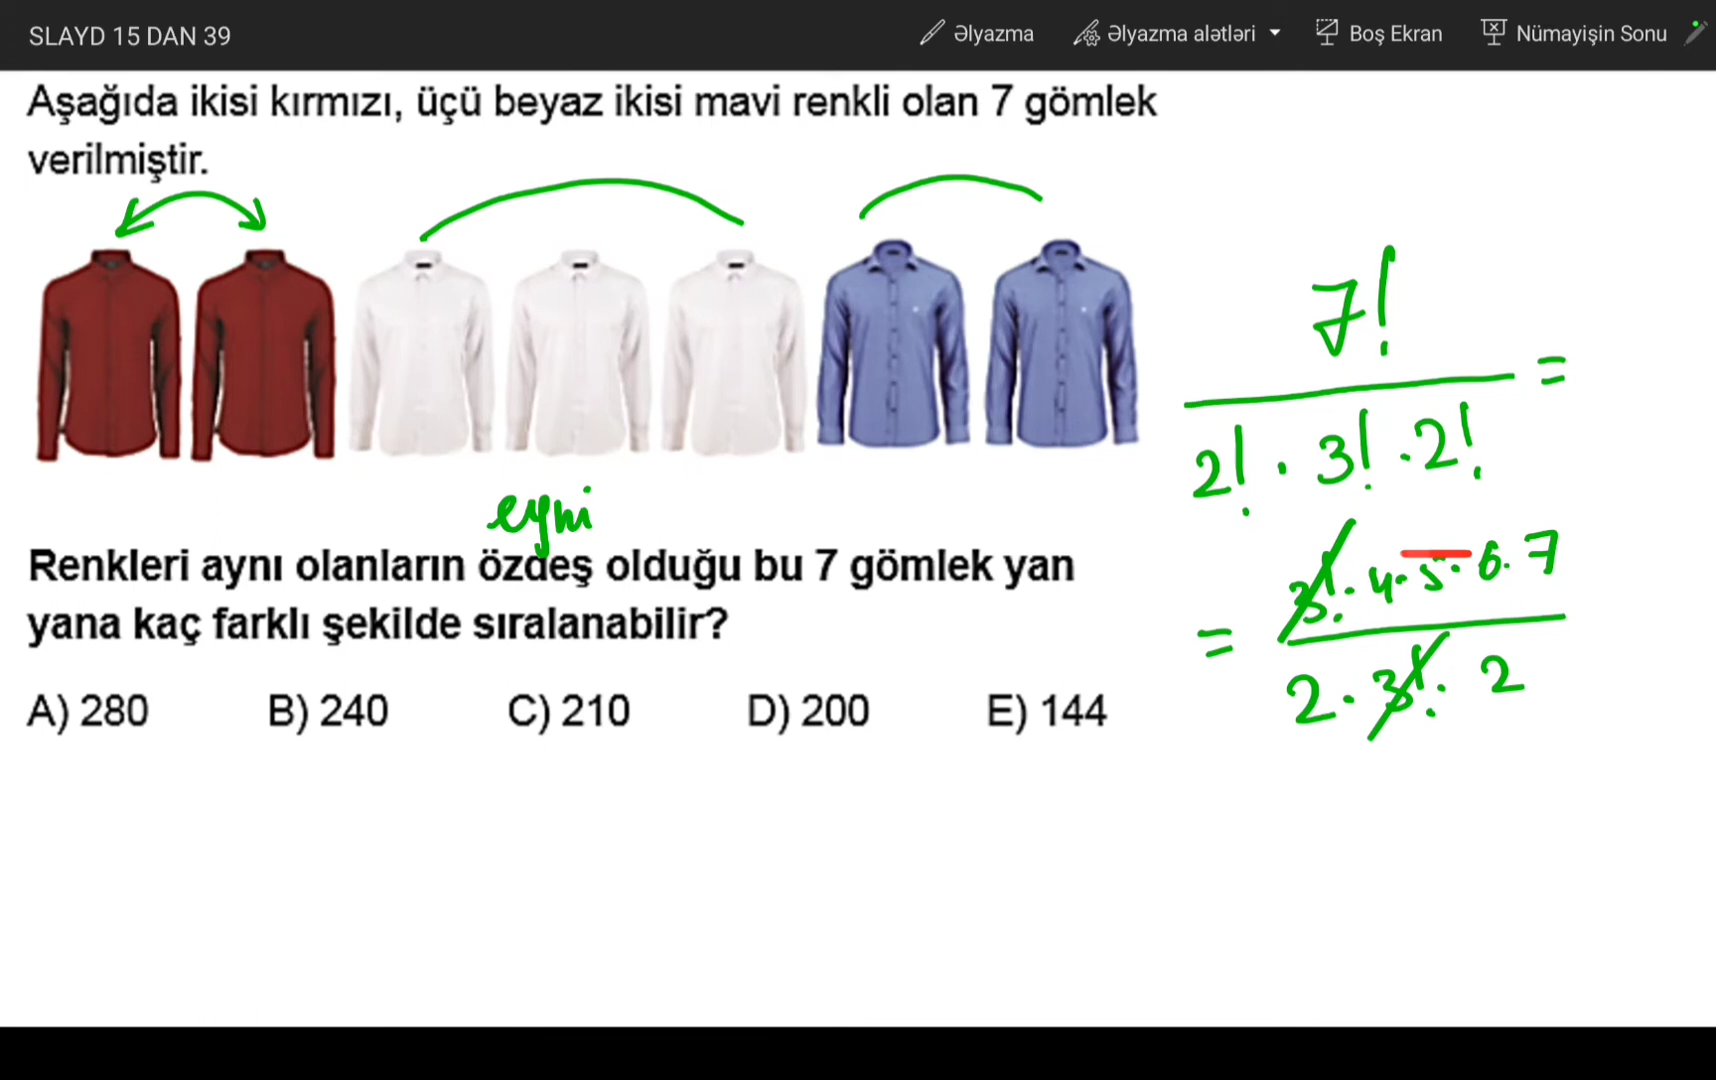 SLAYD 15 DAN 39 Əlyazma Əlyazma alətləri Boş Ekran Nümayişin Sonu
Aşağıda ikisi kırmızı, üçü beyaz ikisi mavi renkli olan 7 gömlek
verilmiştir.
7!
2! · 3! · 2!
=
eyni
Renkleri aynı olanların özdeş olduğu bu 7 gömlek yan
yana kaç farklı şekilde sıralanabilir?
= 3! · 4 · 5 · 6 · 7
2 · 3! · 2
A) 280 B) 240 C) 210 D) 200 E) 144